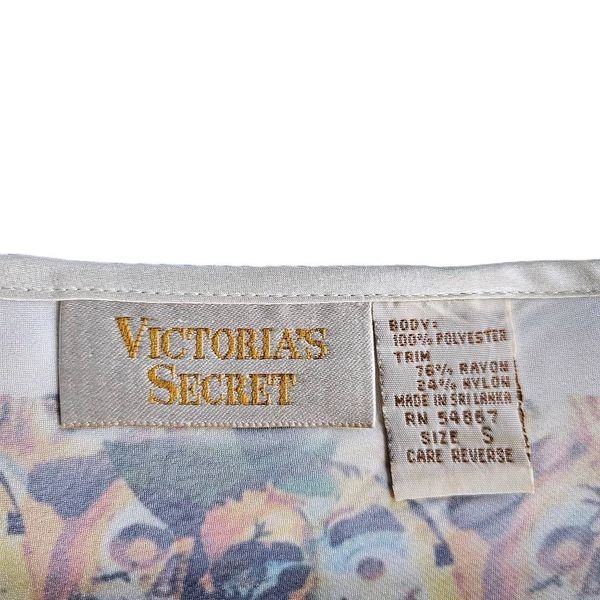 VICTORIA'S
SECRET
BODY:
100% POLYESTER
TRIM
76% RAYON
24% NYLON
MADE IN SRI LANKA
RN 54867
SIZE S
CARE REVERSE